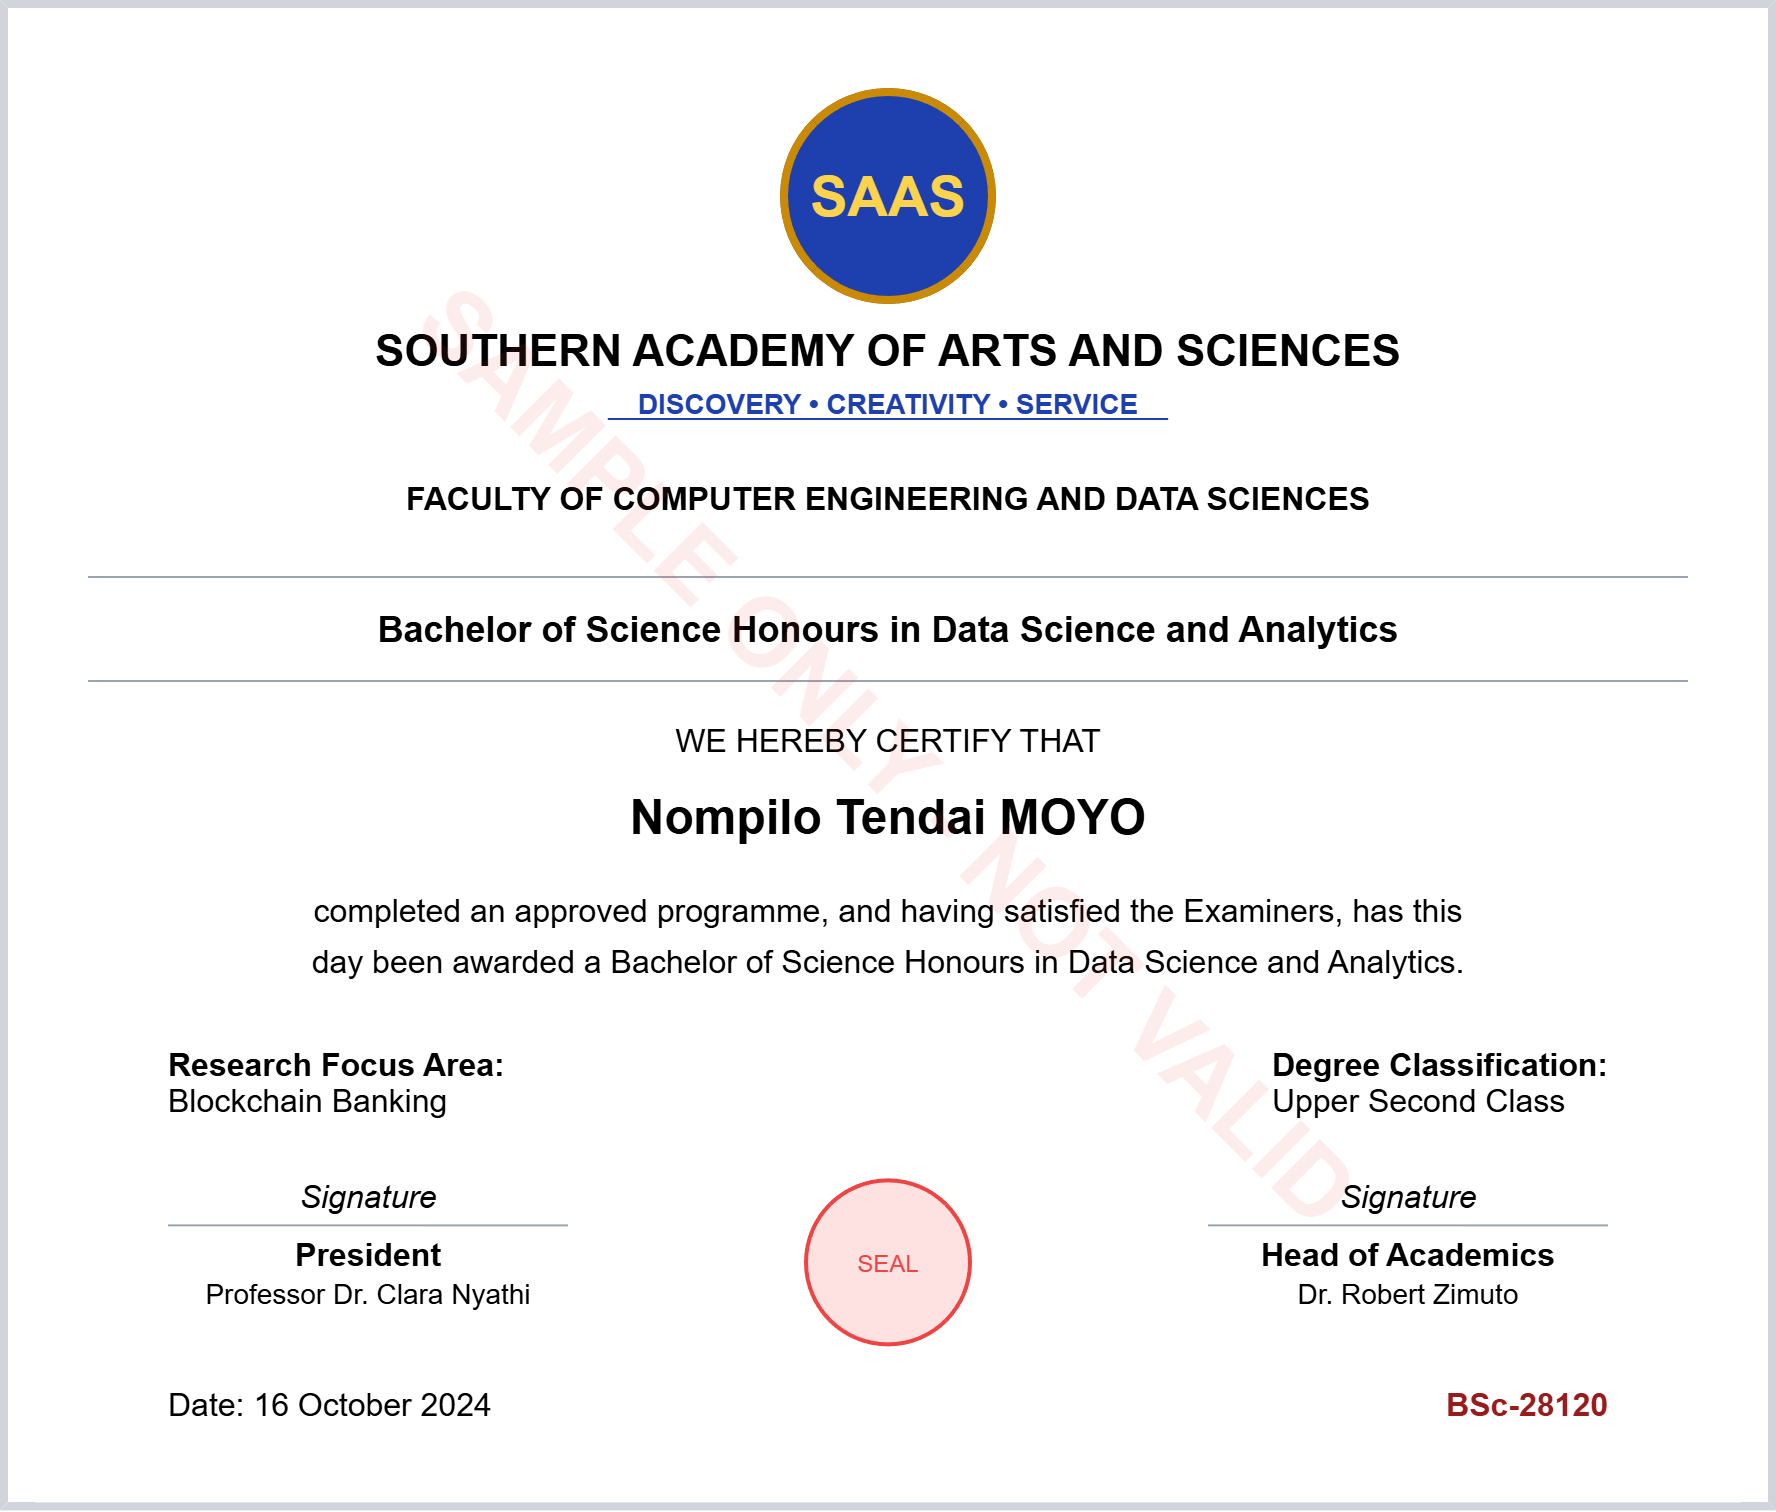 SAAS
SOUTHERN ACADEMY OF ARTS AND SCIENCES
DISCOVERY • CREATIVITY • SERVICE
FACULTY OF COMPUTER ENGINEERING AND DATA SCIENCES
Bachelor of Science Honours in Data Science and Analytics
WE HEREBY CERTIFY THAT
Nompilo Tendai MOYO
completed an approved programme, and having satisfied the Examiners, has this
day been awarded a Bachelor of Science Honours in Data Science and Analytics.
Research Focus Area:
Blockchain Banking
Degree Classification:
Upper Second Class
Signature
President
Professor Dr. Clara Nyathi
SEAL
Signature
Head of Academics
Dr. Robert Zimuto
Date: 16 October 2024
BSc-28120
SAMPLE ONLY - NOT VALID